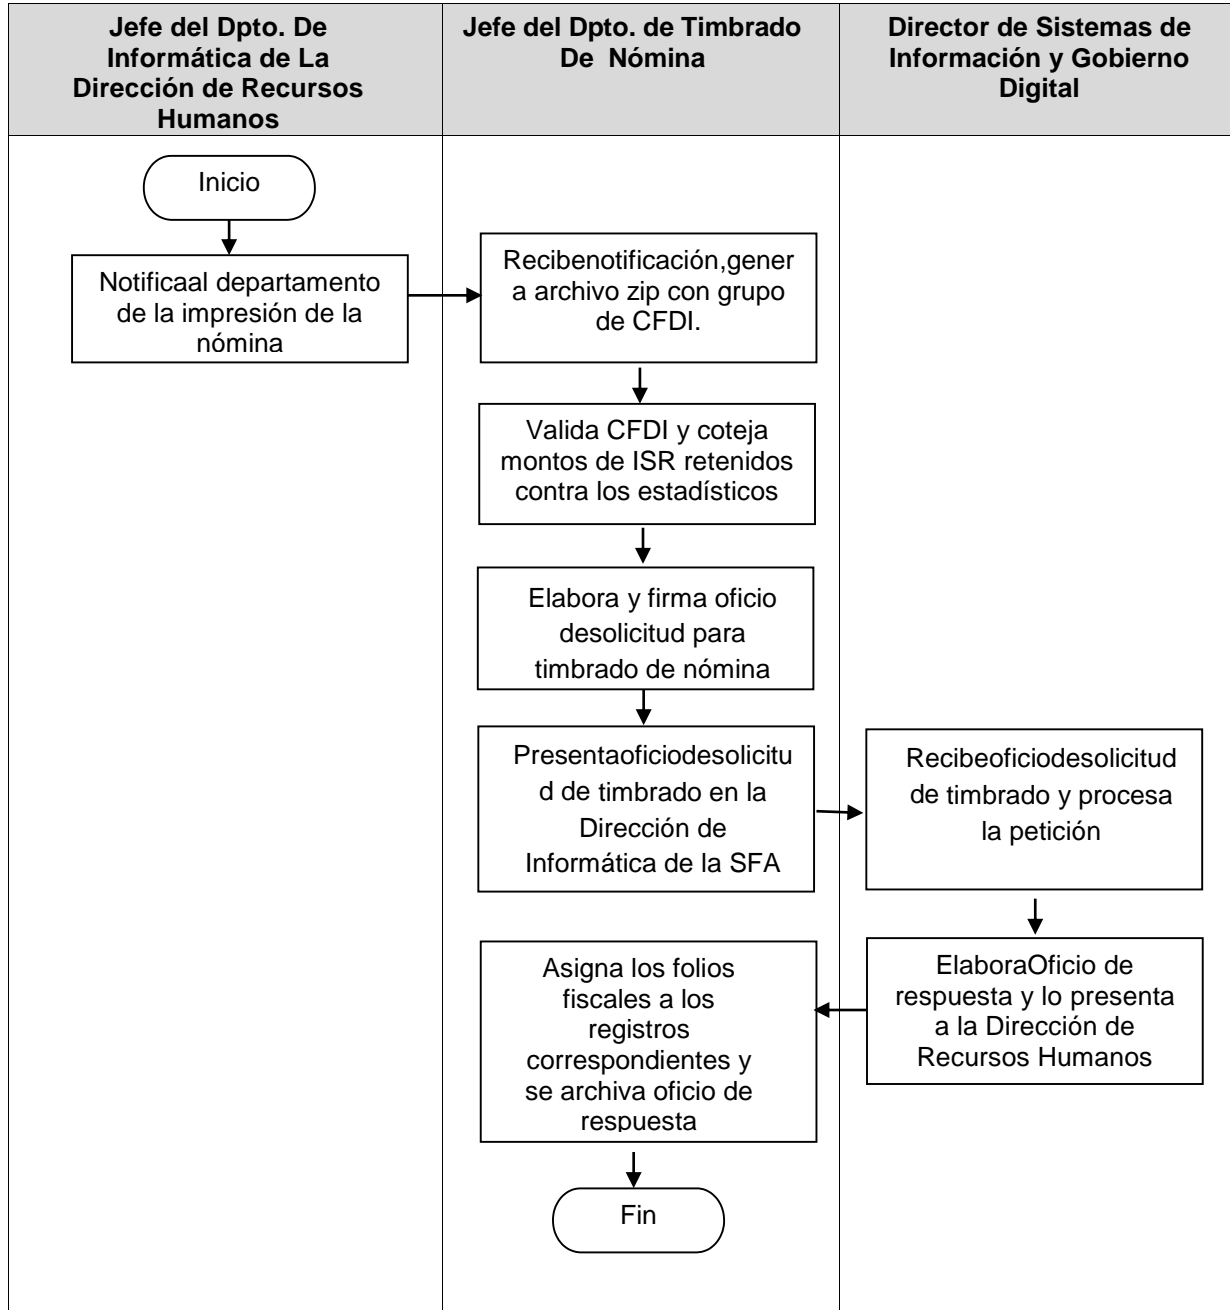 Jefe del Dpto. De
Informática de La
Dirección de Recursos
Humanos
Jefe del Dpto. de Timbrado
De Nómina
Director de Sistemas de
Información y Gobierno
Digital
Inicio
Notificaal departamento
de la impresión de la
nómina
Recibenotificación,gener
a archivo zip con grupo
de CFDI.
Valida CFDI y coteja
montos de ISR retenidos
contra los estadísticos
Elabora y firma oficio
desolicitud para
timbrado de nómina
Presentaoficiodesolicitu
d de timbrado en la
Dirección de
Informática de la SFA
Recibeoficiodesolicitud
de timbrado y procesa
la petición
ElaboraOficio de
respuesta y lo presenta
a la Dirección de
Recursos Humanos
Asigna los folios
fiscales a los
registros
correspondientes y
se archiva oficio de
respuesta
Fin